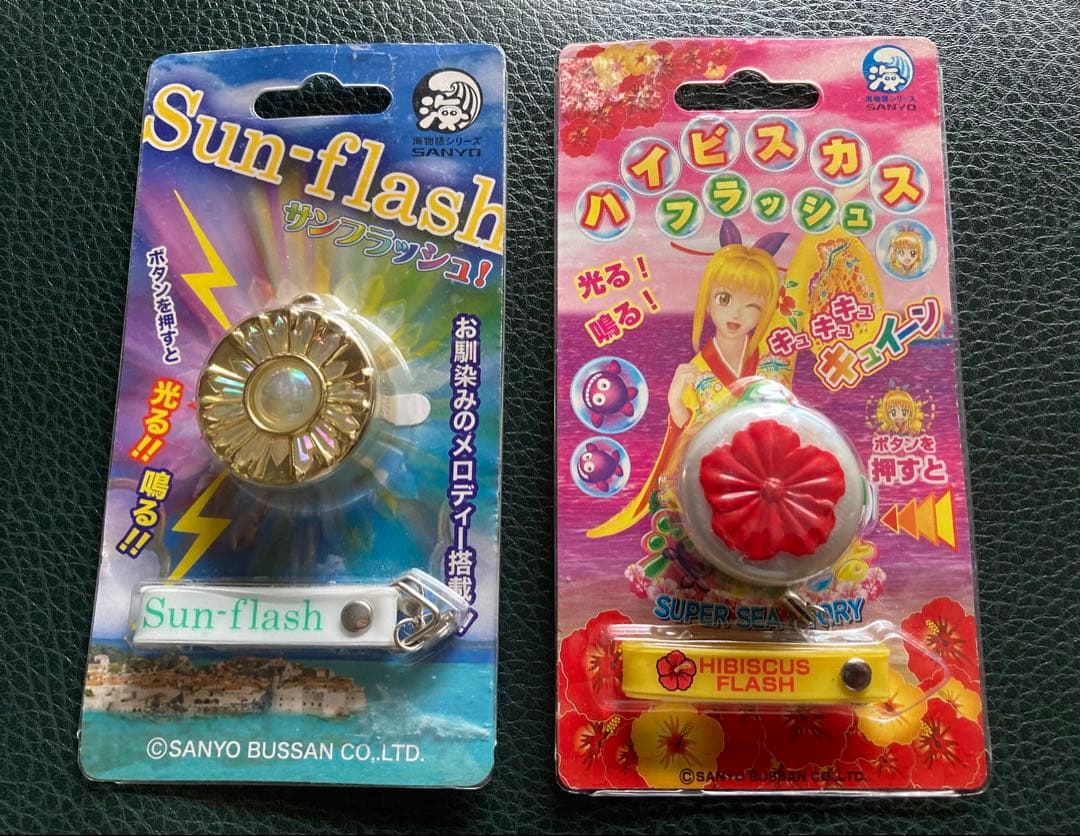 海
海物語シリーズ
SANYO
Sun-flash
サンフラッシュ!
ボタンを押すと
光る!!
鳴る!!
お馴染みのメロディー搭載!
Sun-flash
©SANYO BUSSAN CO,.LTD.
海
海物語シリーズ
SANYO
ハイビスカス
フラッシュ
光る!
鳴る!
キュキュキュ
キュイーン
ボタンを
押すと
SUPER SEA STORY
HIBISCUS
FLASH
©SANYO BUSSAN CO.,LTD.